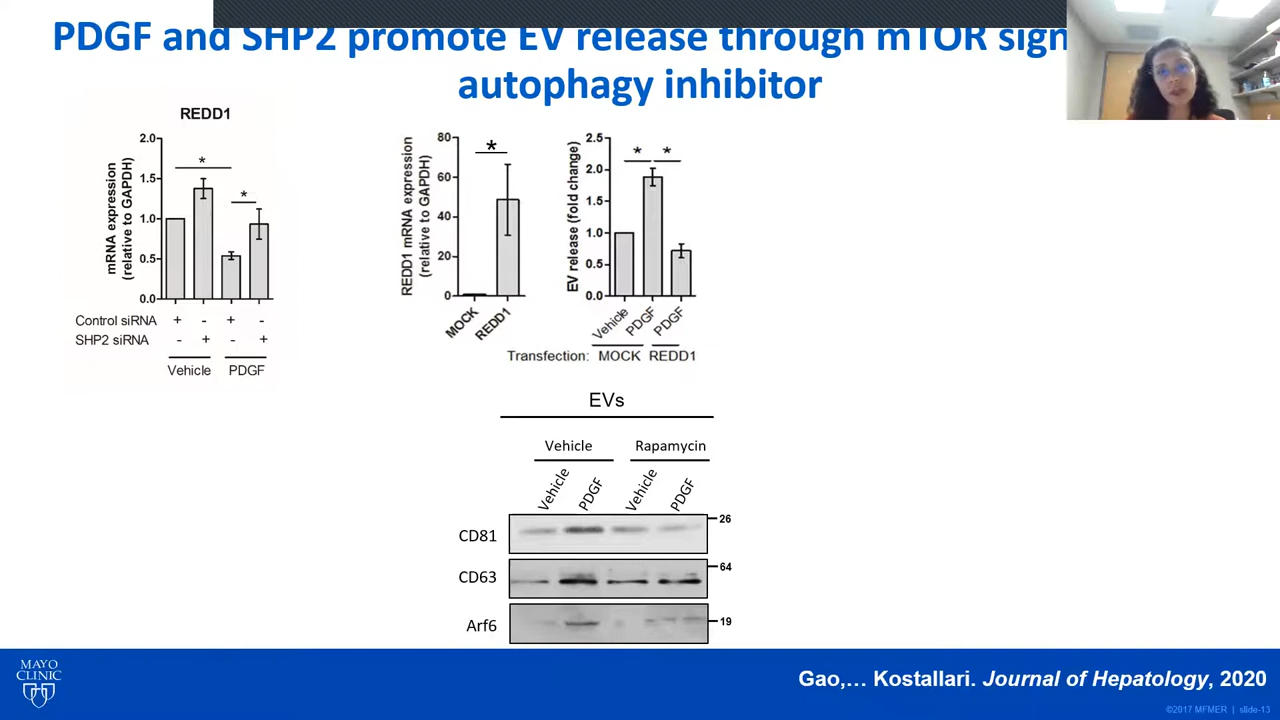 PDGF and SHP2 promote EV release through mTOR sign
autophagy inhibitor
REDD1
mRNA expression
(relative to GAPDH)
2.0
1.5
1.0
0.5
0.0
Control siRNA + - + -
SHP2 siRNA - + - +
Vehicle PDGF
*
*
REDD1 mRNA expression
(relative to GAPDH)
80
60
40
20
0
*
MOCK REDD1
EV release (fold change)
2.5
2.0
1.5
1.0
0.5
0.0
* *
Vehicle PDGF PDGF
Transfection: MOCK REDD1
EVs
Vehicle Rapamycin
Vehicle PDGF Vehicle PDGF
CD81 26
CD63 64
Arf6 19
MAYO
CLINIC
Gao,… Kostallari. Journal of Hepatology, 2020
©2017 MFMER | slide-13